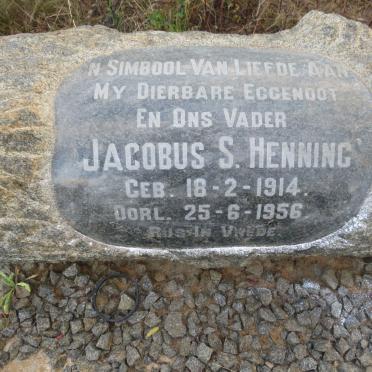 'N SIMBOOL VAN LIEFDE AAN
MY DIERBARE EGGENOOT
EN ONS VADER
JACOBUS S. HENNING
GEB. 18-2-1914.
OORL. 25-6-1956
RUS IN VREDE